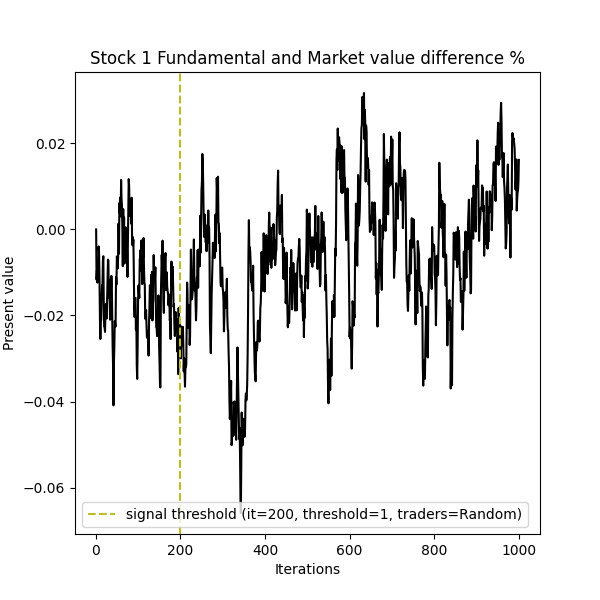 Stock 1 Fundamental and Market value difference %
0.02
0.00
−0.02
−0.04
−0.06
Present value
signal threshold (it=200, threshold=1, traders=Random)
0 200 400 600 800 1000
Iterations